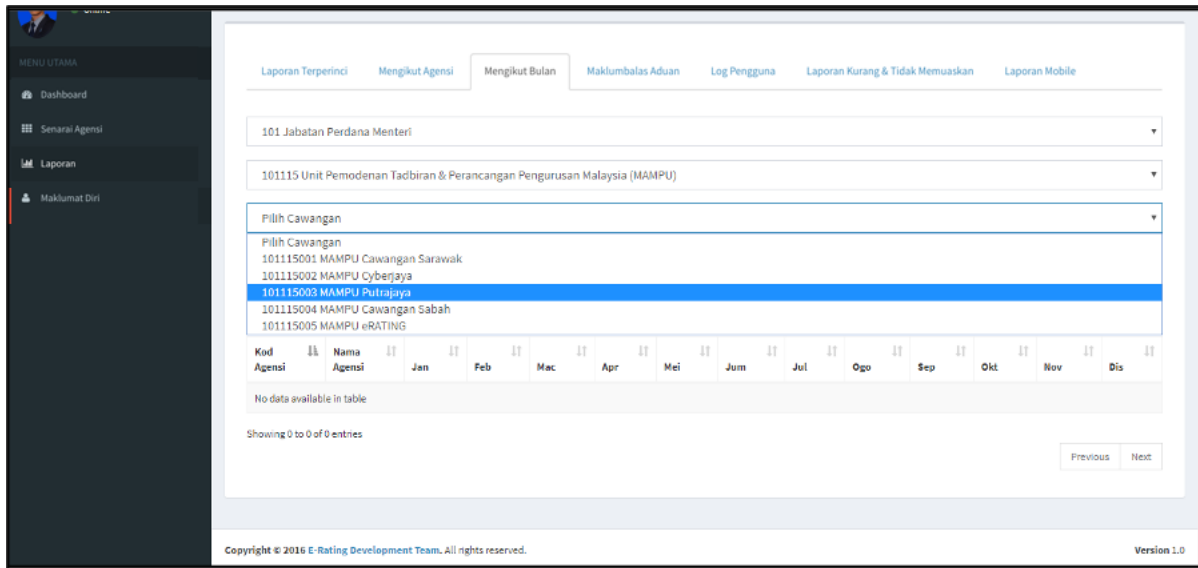 MENU UTAMA
Dashboard
Senarai Agensi
Laporan
Maklumat Diri
Laporan Terperinci Mengikut Agensi Mengikut Bulan Maklumbalas Aduan Log Pengguna Laporan Kurang & Tidak Memuaskan Laporan Mobile
101 Jabatan Perdana Menteri
101115 Unit Pemodenan Tadbiran & Perancangan Pengurusan Malaysia (MAMPU)
Pilih Cawangan
Pilih Cawangan
101115001 MAMPU Cawangan Sarawak
101115002 MAMPU Cyberjaya
101115003 MAMPU Putrajaya
101115004 MAMPU Cawangan Sabah
101115005 MAMPU eRATING
Kod Agensi Nama Agensi Jan Feb Mac Apr Mei Jum Jul Ogo Sep Okt Nov Dis
No data available in table
Showing 0 to 0 of 0 entries
Previous Next
Copyright © 2016 E-Rating Development Team. All rights reserved. Version 1.0